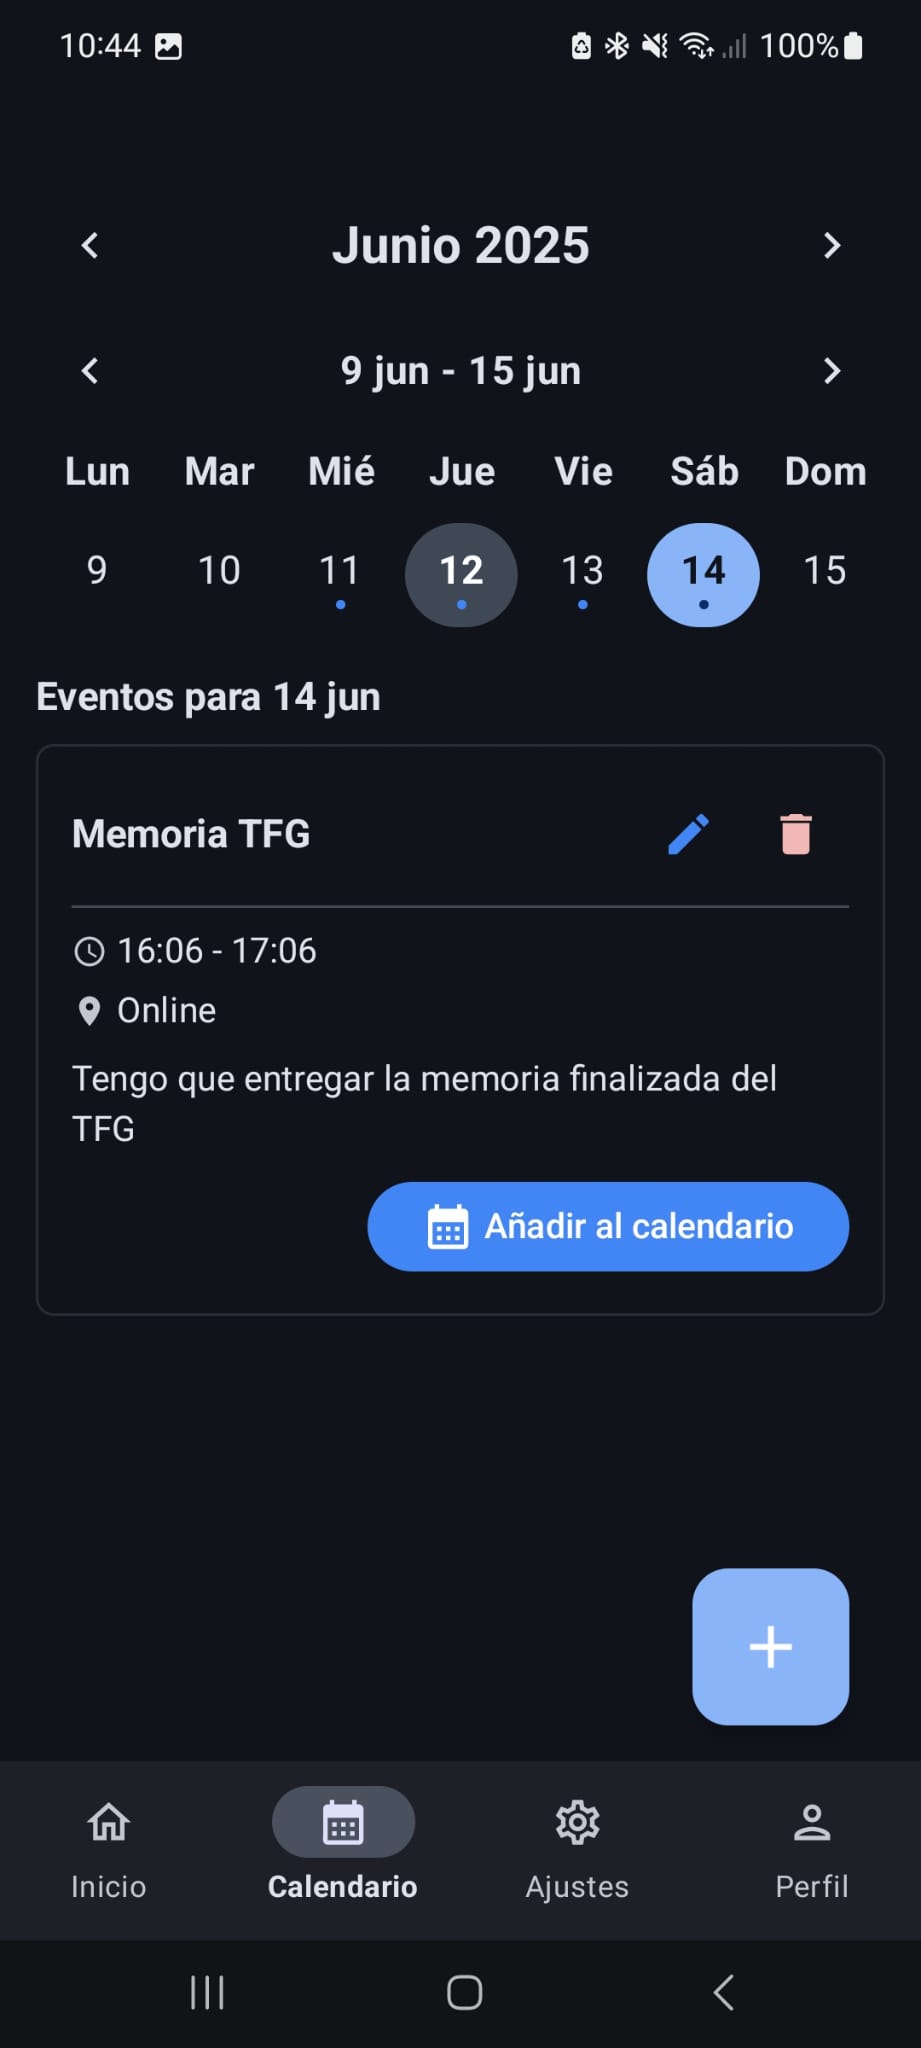 10:44 100%
Junio 2025
9 jun - 15 jun
Lun Mar Mié Jue Vie Sáb Dom
9 10 11 12 13 14 15
Eventos para 14 jun
Memoria TFG
16:06 - 17:06
Online
Tengo que entregar la memoria finalizada del
TFG
Añadir al calendario
+
Inicio Calendario Ajustes Perfil